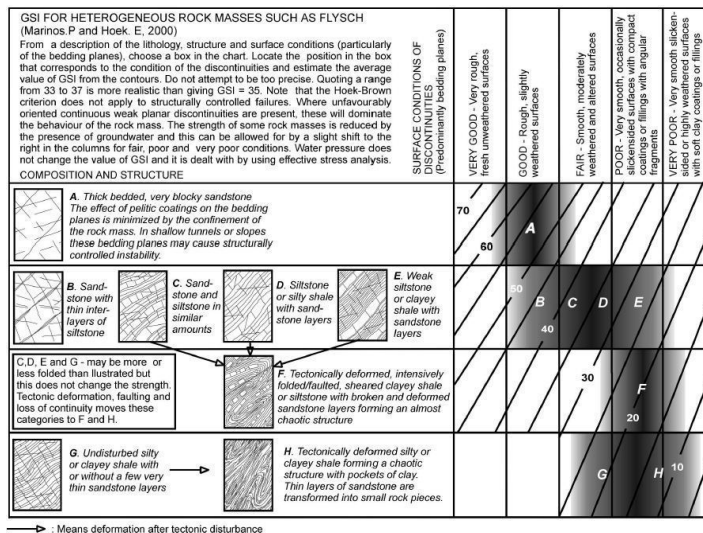 GSI FOR HETEROGENEOUS ROCK MASSES SUCH AS FLYSCH
(Marinos.P and Hoek. E, 2000)
From a description of the lithology, structure and surface conditions (particularly
of the bedding planes), choose a box in the chart. Locate the position in the box
that corresponds to the condition of the discontinuities and estimate the average
value of GSI from the contours. Do not attempt to be too precise. Quoting a range
from 33 to 37 is more realistic than giving GSI = 35. Note that the Hoek-Brown
criterion does not apply to structurally controlled failures. Where unfavourably
oriented continuous weak planar discontinuities are present, these will dominate
the behaviour of the rock mass. The strength of some rock masses is reduced by
the presence of groundwater and this can be allowed for by a slight shift to the
right in the columns for fair, poor and very poor conditions. Water pressure does
not change the value of GSI and it is dealt with by using effective stress analysis.
COMPOSITION AND STRUCTURE
SURFACE CONDITIONS OF
DISCONTINUITIES
(Predominantly bedding planes)
VERY GOOD - Very rough,
fresh unweathered surfaces
GOOD - Rough, slightly
weathered surfaces
FAIR - Smooth, moderately
weathered and altered surfaces
POOR - Very smooth, occasionally
slickensided surfaces with compact
coatings or fillings with angular
fragments
VERY POOR - Very smooth slicken-
sided or highly weathered surfaces
with soft clay coatings or fillings
A. Thick bedded, very blocky sandstone
The effect of pelitic coatings on the bedding
planes is minimized by the confinement of
the rock mass. In shallow tunnels or slopes
these bedding planes may cause structurally
controlled instability.
70
60
A
B. Sand-
stone with
thin inter-
layers of
siltstone
C. Sand-
stone and
siltstone in
similar
amounts
D. Siltstone
or silty shale
with sand-
stone layers
E. Weak
siltstone
or clayey
shale with
sandstone
layers
50
B
C
D
E
40
C,D, E and G - may be more or
less folded than llustrated but
this does not change the strength.
Tectonic deformation, faulting and
loss of continuity moves these
categories to F and H.
F. Tectonically deformed, intensively
folded/faulted, sheared clayey shale
or siltstone with broken and deformed
sandstone layers forming an almost
chaotic structure
30
F
20
G. Undisturbed silty
or clayey shale with
or without a few very
thin sandstone layers
H. Tectonically deformed silty or
clayey shale forming a chaotic
structure with pockets of clay.
Thin layers of sandstone are
transformed into small rock pieces.
G
H
10
: Means deformation after tectonic disturbance